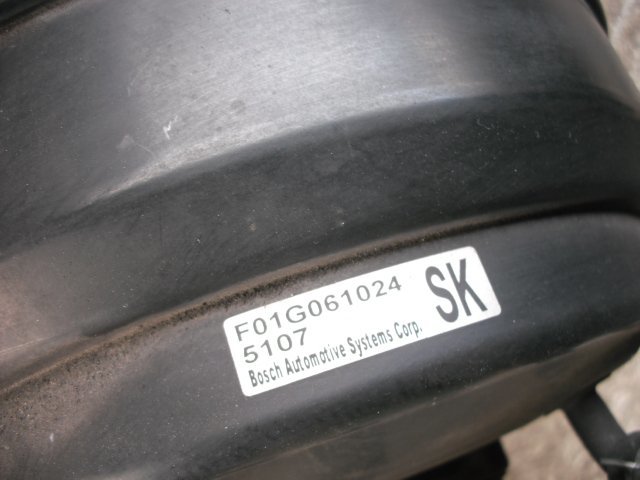 F01G061024
5107
SK
Bosch Automotive Systems Corp.